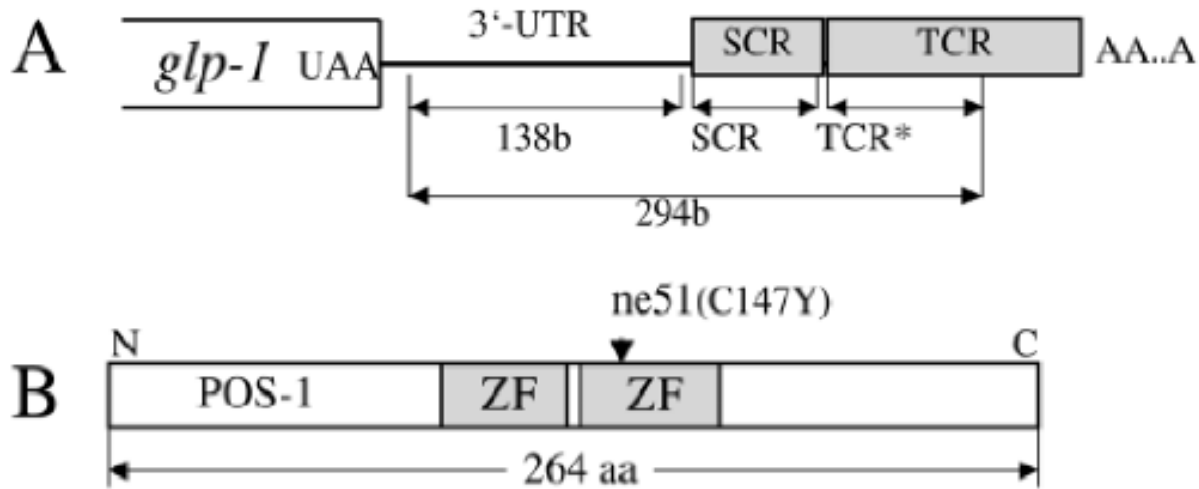 A
3‘-UTR
glp-1 UAA
SCR
TCR
AA..A
138b
SCR
TCR*
294b
ne51(C147Y)
N
C
B
POS-1
ZF
ZF
264 aa